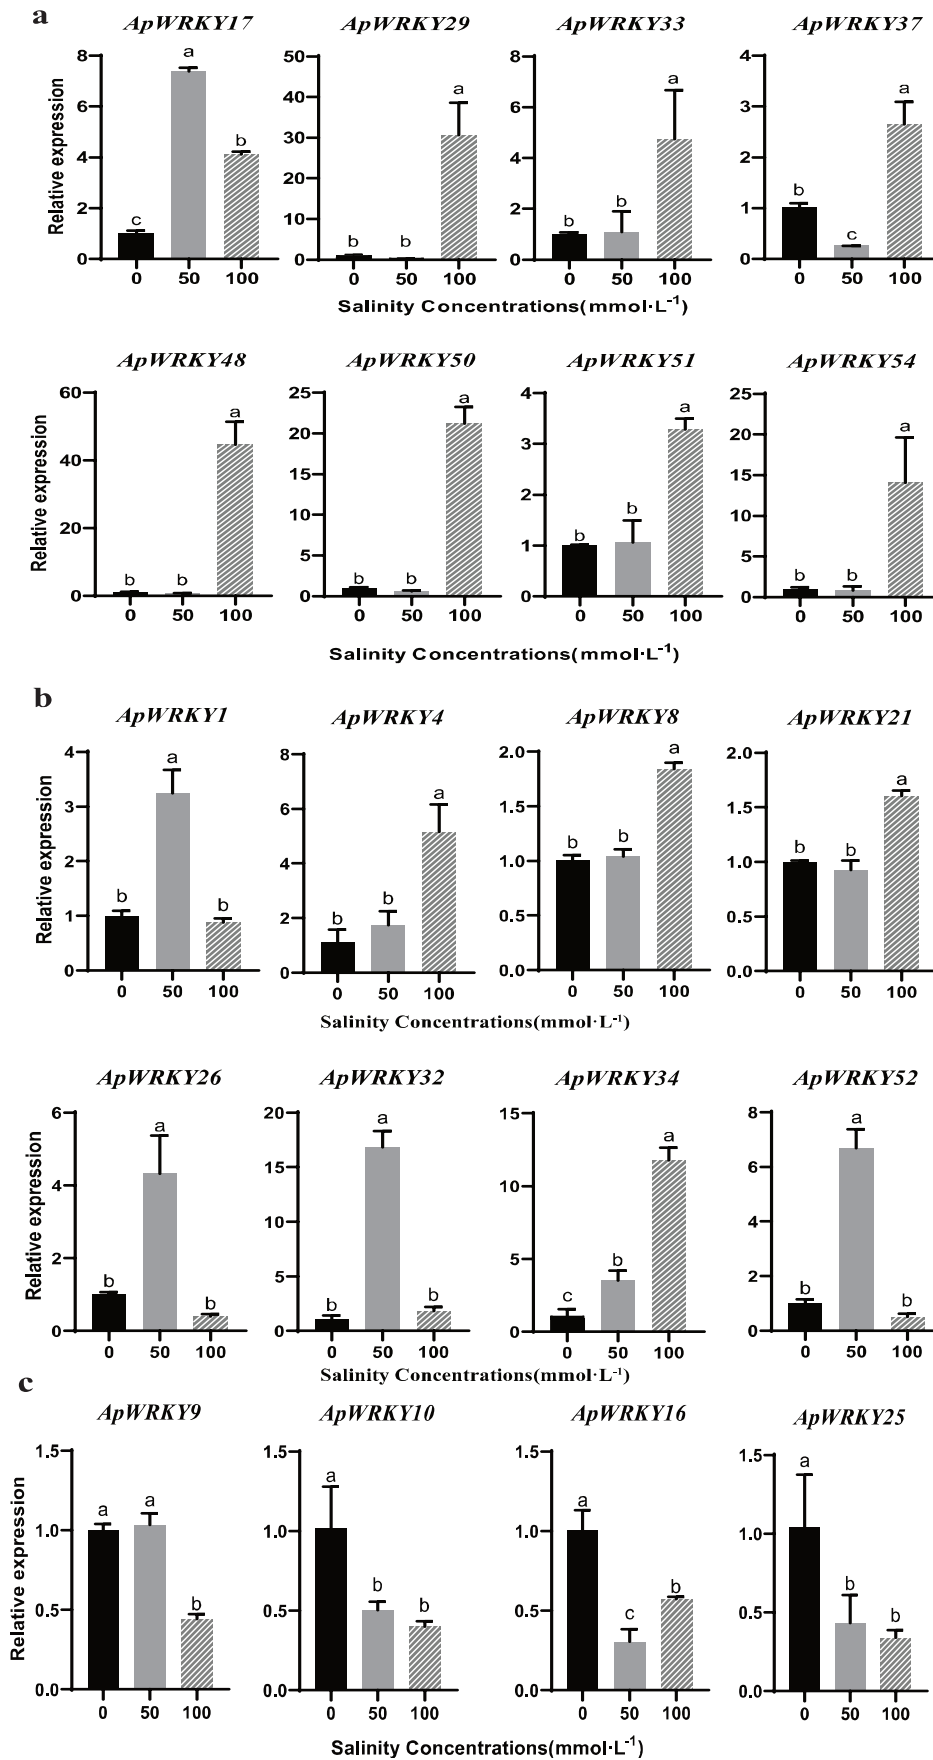 a
ApWRKY17 ApWRKY29 ApWRKY33 ApWRKY37
Relative expression
8 6 4 2 0
c a b
0 50 100
50 40 30 20 10 0
b b a
0 50 100
8 6 4 2 0
b b a
0 50 100
4 3 2 1 0
b c a
0 50 100
Salinity Concentrations(mmol·L⁻¹)
ApWRKY48 ApWRKY50 ApWRKY51 ApWRKY54
Relative expression
60 40 20 0
b b a
0 50 100
25 20 15 10 5 0
b b a
0 50 100
4 3 2 1 0
b b a
0 50 100
25 20 15 10 5 0
b b a
0 50 100
Salinity Concentrations(mmol·L⁻¹)
b
ApWRKY1 ApWRKY4 ApWRKY8 ApWRKY21
Relative expression
4 3 2 1 0
b a b
0 50 100
8 6 4 2 0
b b a
0 50 100
2.0 1.5 1.0 0.5 0.0
b b a
0 50 100
2.0 1.5 1.0 0.5 0.0
b b a
0 50 100
Salinity Concentrations(mmol·L⁻¹)
ApWRKY26 ApWRKY32 ApWRKY34 ApWRKY52
Relative expression
6 4 2 0
b a b
0 50 100
20 15 10 5 0
b a b
0 50 100
15 10 5 0
c b a
0 50 100
8 6 4 2 0
b a b
0 50 100
Salinity Concentrations(mmol·L⁻¹)
c
ApWRKY9 ApWRKY10 ApWRKY16 ApWRKY25
Relative expression
1.5 1.0 0.5 0.0
a a b
0 50 100
1.5 1.0 0.5 0.0
a b b
0 50 100
1.5 1.0 0.5 0.0
a c b
0 50 100
1.5 1.0 0.5 0.0
a b b
0 50 100
Salinity Concentrations(mmol·L⁻¹)